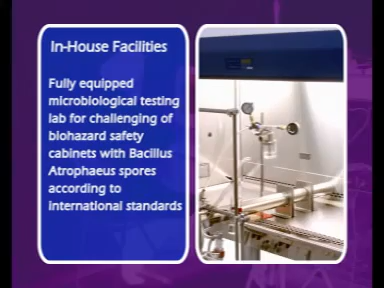 In-House Facilities
Fully equipped
microbiological testing
lab for challenging of
biohazard safety
cabinets with Bacillus
Atrophaeus spores
according to
international standards